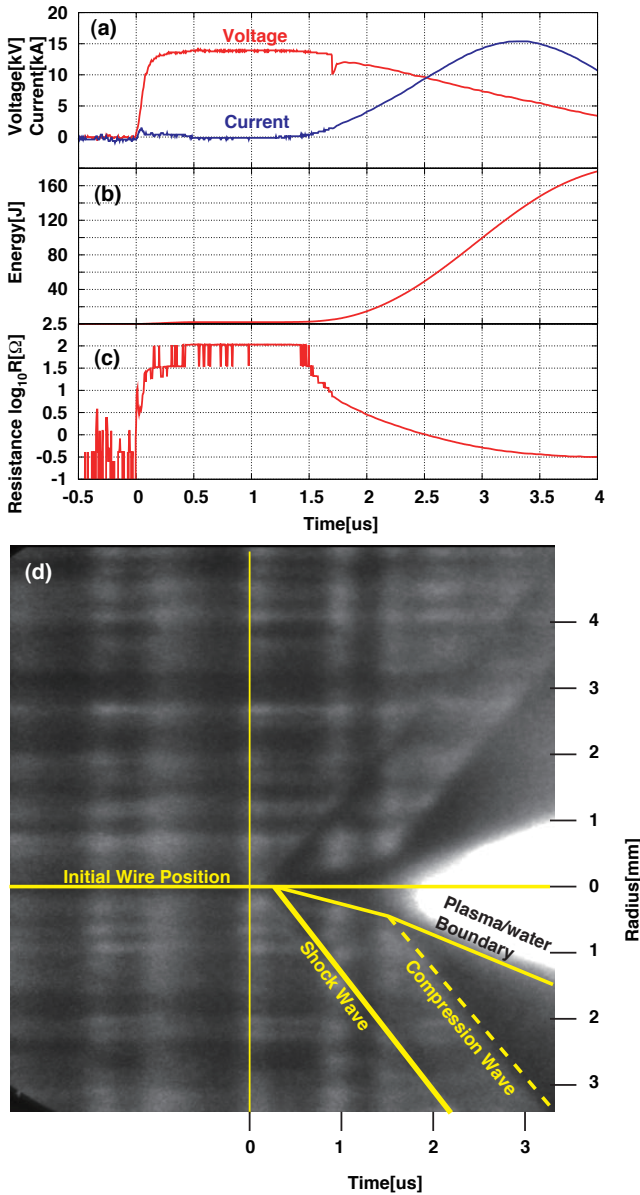 (a)
20
15
10
5
0
Voltage[kV]
Current[kA]
Voltage
Current
(b)
160
120
80
40
Energy[J]
(c)
2.5
2
1.5
1
0.5
0
-0.5
-1
Resistance log10R[Ω]
-0.5 0 0.5 1 1.5 2 2.5 3 3.5 4
Time[us]
(d)
4
3
2
1
0
1
2
3
Radius[mm]
Initial Wire Position
Plasma/water
Boundary
Shock Wave
Compression Wave
0 1 2 3
Time[us]